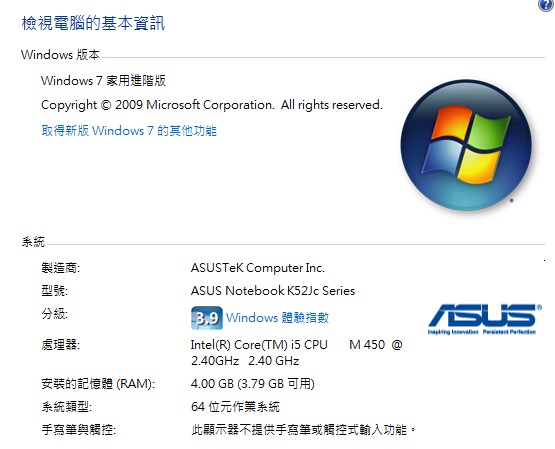 檢視電腦的基本資訊
Windows 版本
Windows 7 家用進階版
Copyright © 2009 Microsoft Corporation. All rights reserved.
取得新版 Windows 7 的其他功能
系統
製造商: ASUSTeK Computer Inc.
型號: ASUS Notebook K52Jc Series
分級: 3.9 Windows 體驗指數
處理器: Intel(R) Core(TM) i5 CPU M 450 @
2.40GHz 2.40 GHz
安裝的記憶體 (RAM): 4.00 GB (3.79 GB 可用)
系統類型: 64 位元作業系統
手寫筆與觸控: 此顯示器不提供手寫筆或觸控式輸入功能。
ASUS
Inspiring Innovation Persistent Perfection